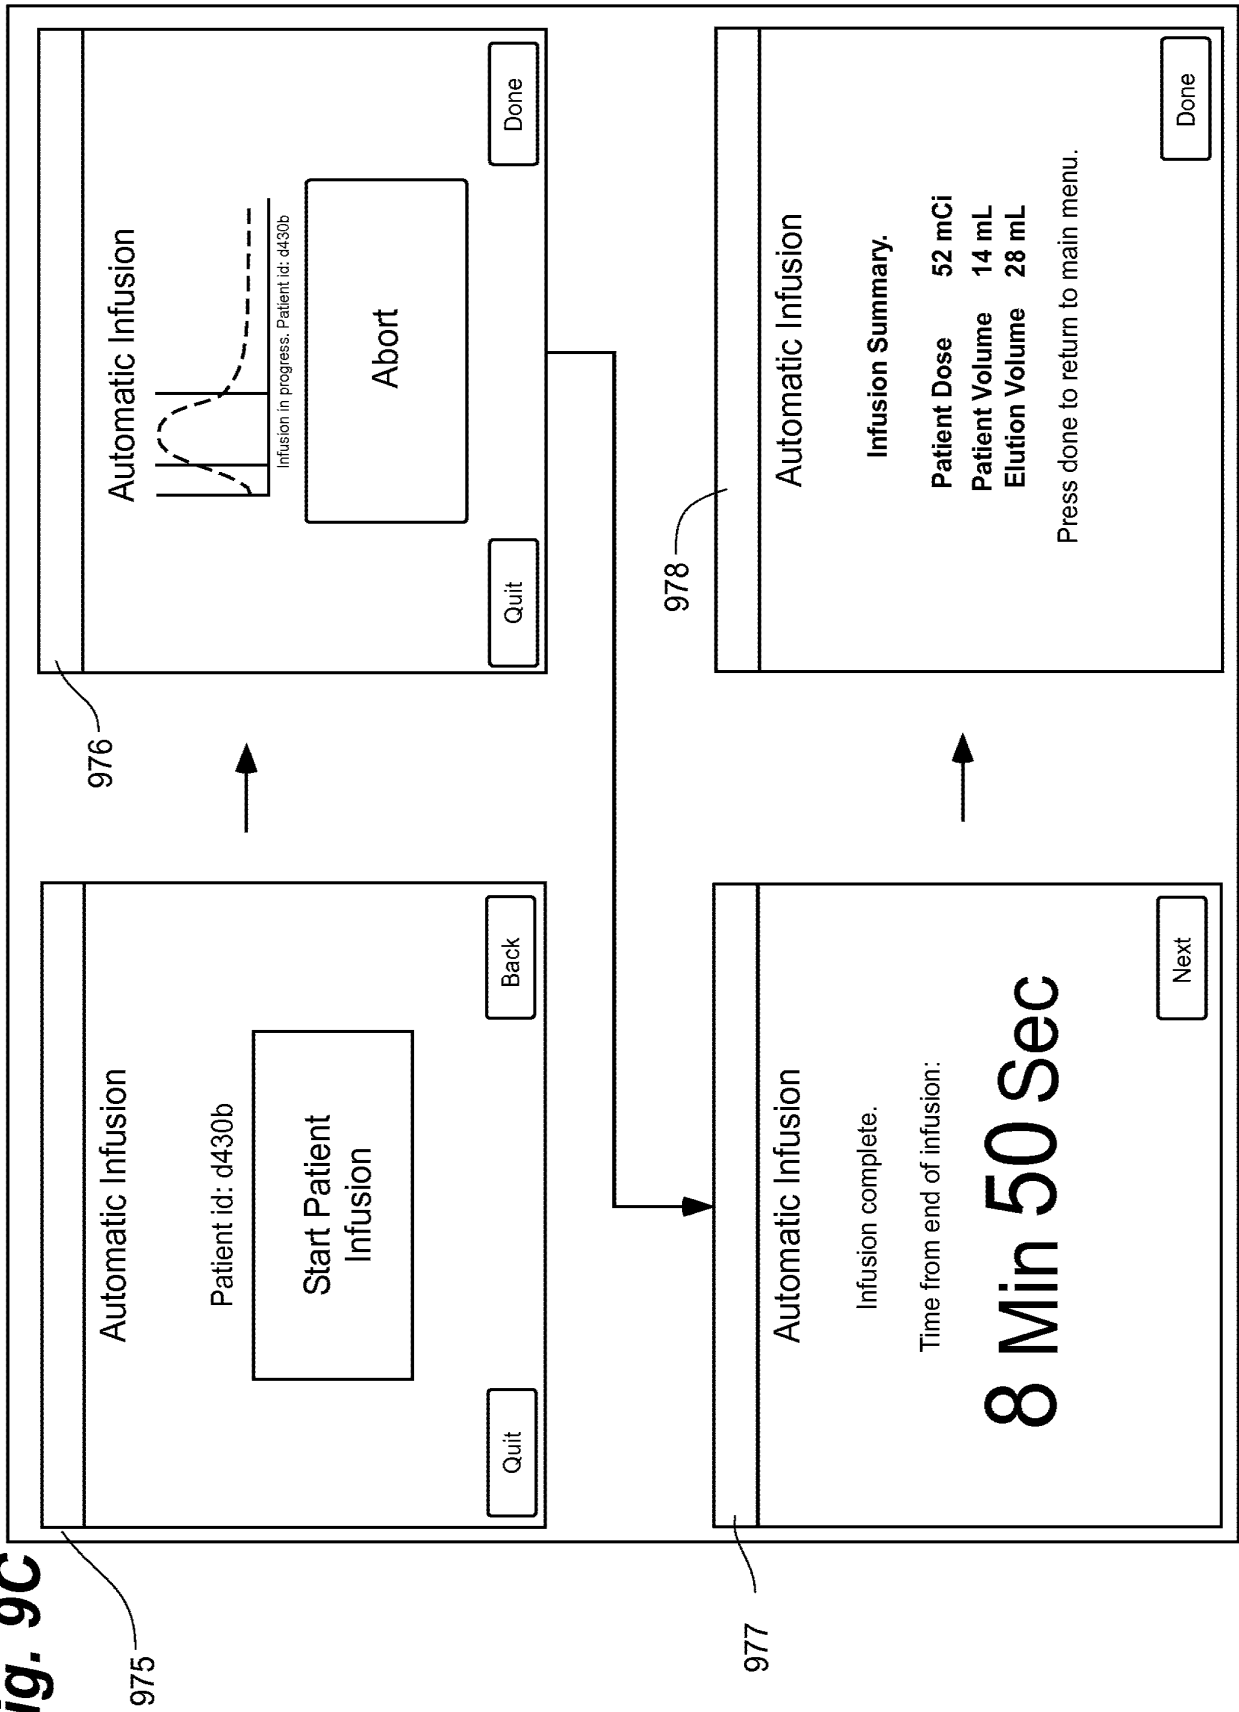 ig. 9C
975
Automatic Infusion
Patient id: d430b
Start Patient
Infusion
Quit
Back
976
Automatic Infusion
Infusion in progress. Patient id: d430b
Abort
Quit
Done
977
Automatic Infusion
Infusion complete.
Time from end of infusion:
8 Min 50 Sec
Next
978
Automatic Infusion
Infusion Summary.
Patient Dose 52 mCi
Patient Volume 14 mL
Elution Volume 28 mL
Press done to return to main menu.
Done